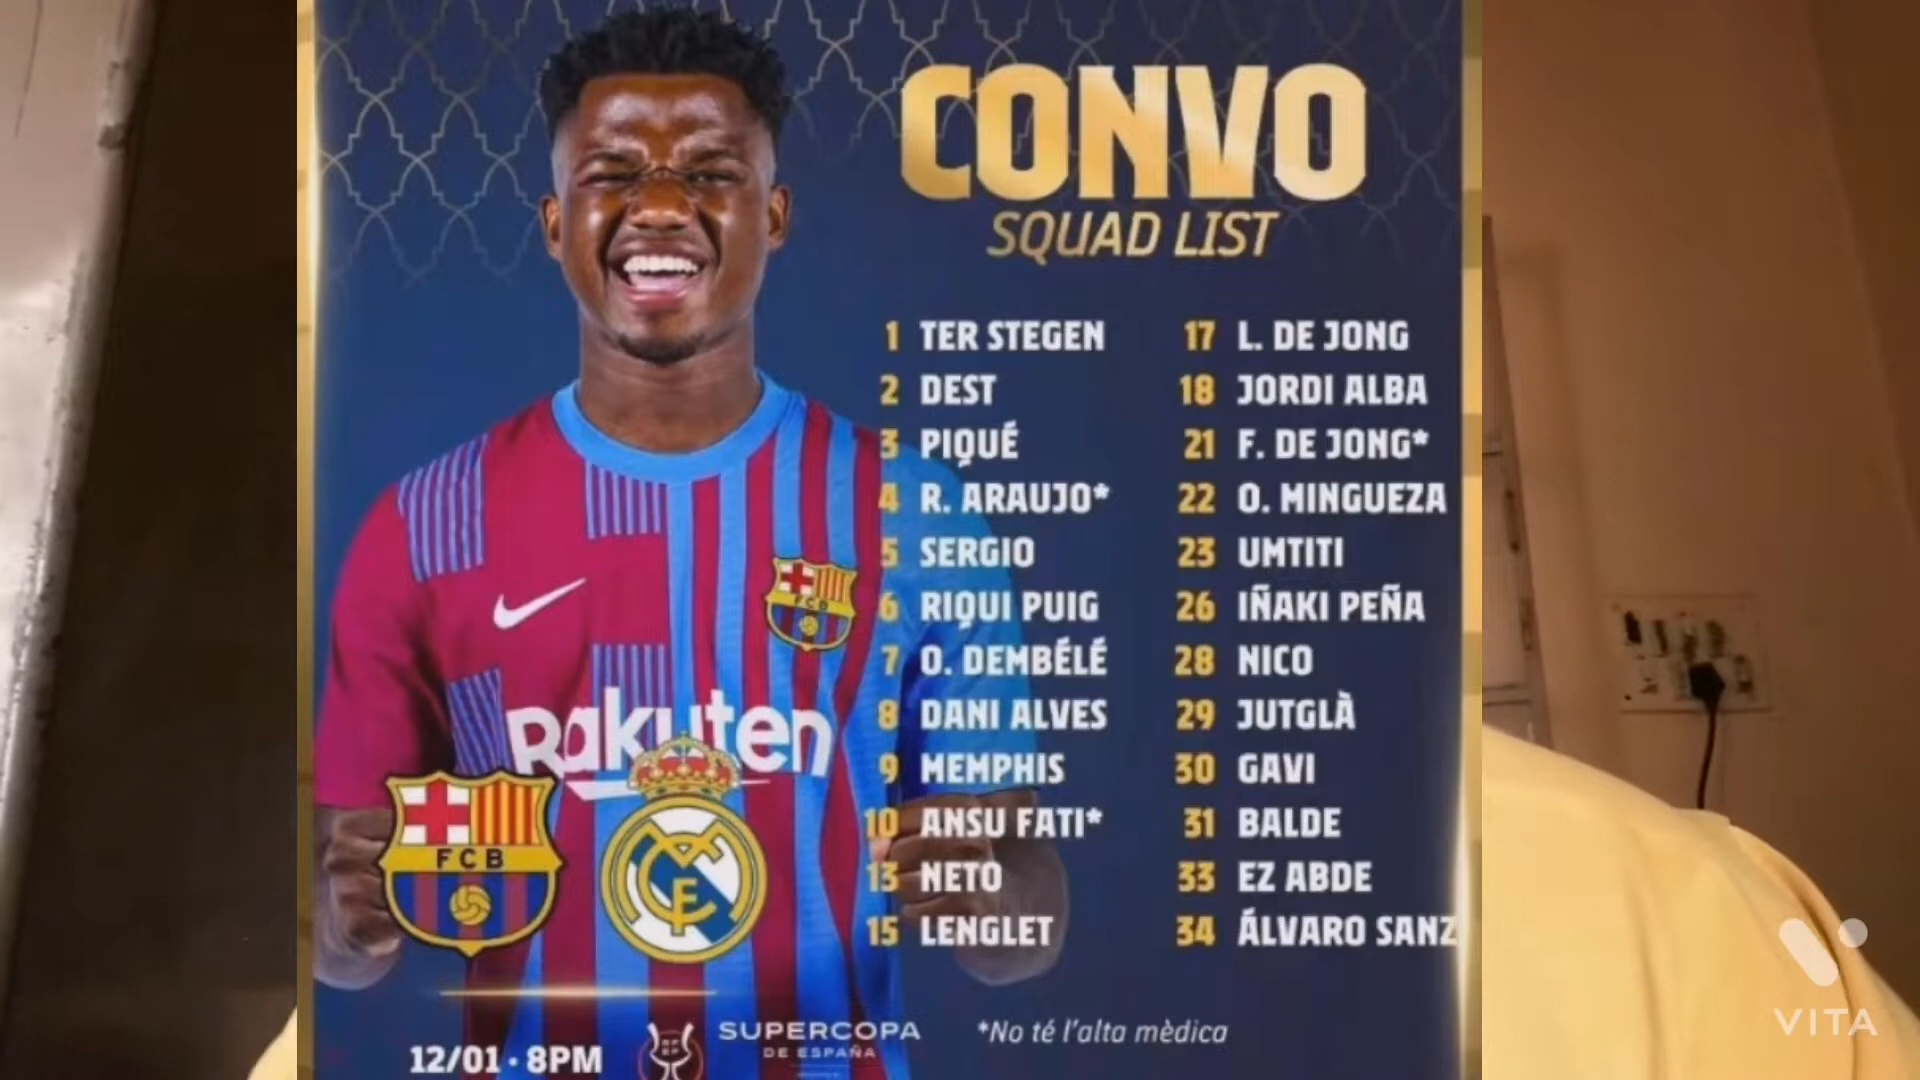 CONVO
SQUAD LIST
1 TER STEGEN
2 DEST
3 PIQUÉ
4 R. ARAUJO*
5 SERGIO
6 RIQUI PUIG
7 O. DEMBÉLÉ
8 DANI ALVES
9 MEMPHIS
10 ANSU FATI*
13 NETO
15 LENGLET
17 L. DE JONG
18 JORDI ALBA
21 F. DE JONG*
22 O. MINGUEZA
23 UMTITI
26 IÑAKI PEÑA
28 NICO
29 JUTGLÀ
30 GAVI
31 BALDE
33 EZ ABDE
34 ÁLVARO SANZ
FCB
Rakuten
FCB
12/01 · 8PM
SUPERCOPA
DE ESPAÑA
*No té l'alta mèdica
VITA